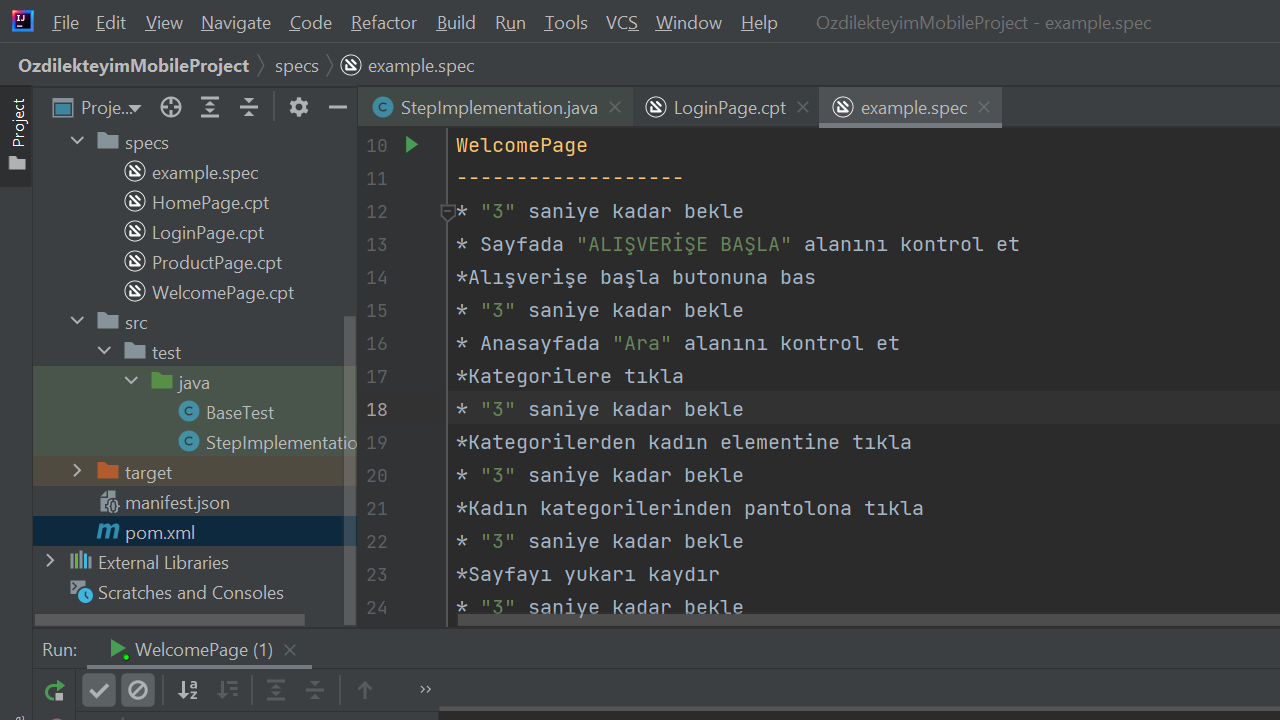 File Edit View Navigate Code Refactor Build Run Tools VCS Window Help OzdilekteyimMobileProject - example.spec
OzdilekteyimMobileProject specs example.spec
Project
Proje...
StepImplementation.java LoginPage.cpt example.spec
specs
example.spec
HomePage.cpt
LoginPage.cpt
ProductPage.cpt
WelcomePage.cpt
src
test
java
BaseTest
StepImplementatio
target
manifest.json
pom.xml
External Libraries
Scratches and Consoles
10 WelcomePage
11 -------------------
12 * "3" saniye kadar bekle
13 * Sayfada "ALIŞVERİŞE BAŞLA" alanını kontrol et
14 *Alışverişe başla butonuna bas
15 * "3" saniye kadar bekle
16 * Anasayfada "Ara" alanını kontrol et
17 *Kategorilere tıkla
18 * "3" saniye kadar bekle
19 *Kategorilerden kadın elementine tıkla
20 * "3" saniye kadar bekle
21 *Kadın kategorilerinden pantolona tıkla
22 * "3" saniye kadar bekle
23 *Sayfayı yukarı kaydır
24 * "3" saniye kadar bekle
Run: WelcomePage (1)